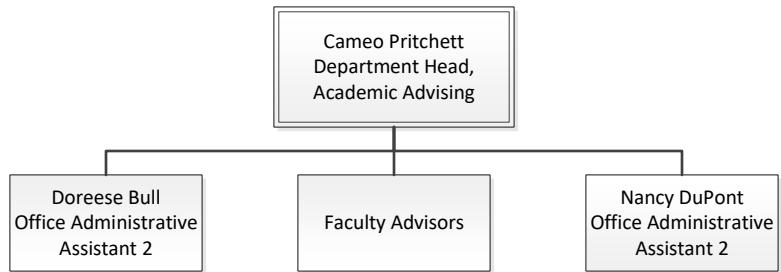 Cameo Pritchett
Department Head,
Academic Advising
Doreese Bull
Office Administrative
Assistant 2
Faculty Advisors
Nancy DuPont
Office Administrative
Assistant 2